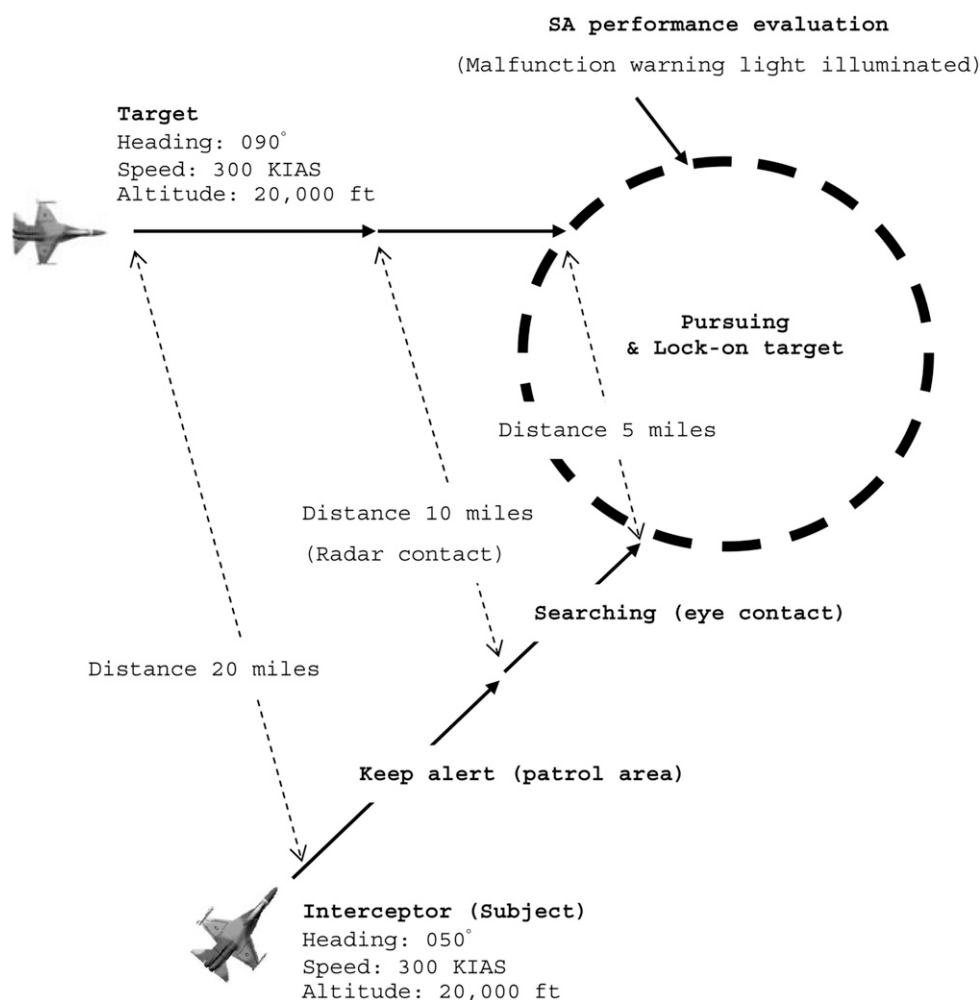 SA performance evaluation
(Malfunction warning light illuminated)
Target
Heading: 090°
Speed: 300 KIAS
Altitude: 20,000 ft
Pursuing
& Lock-on target
Distance 5 miles
Distance 10 miles
(Radar contact)
Searching (eye contact)
Distance 20 miles
Keep alert (patrol area)
Interceptor (Subject)
Heading: 050°
Speed: 300 KIAS
Altitude: 20,000 ft